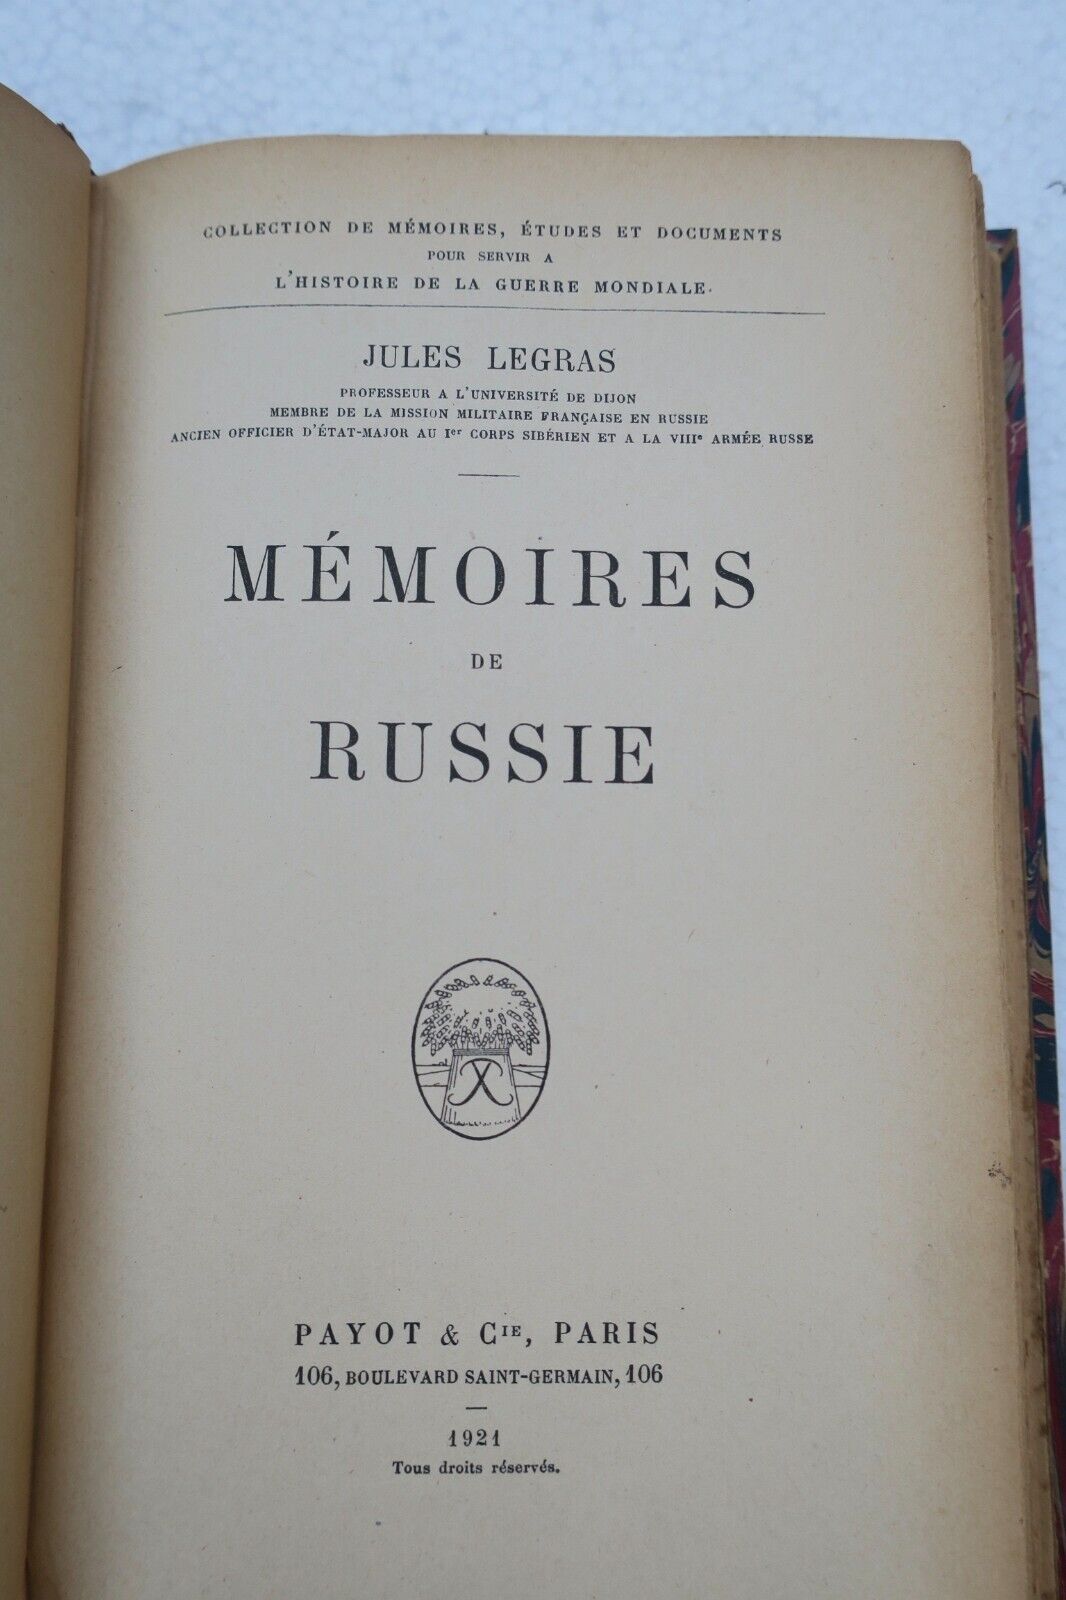 COLLECTION DE MÉMOIRES, ÉTUDES ET DOCUMENTS
POUR SERVIR A
L'HISTOIRE DE LA GUERRE MONDIALE
JULES LEGRAS
PROFESSEUR A L'UNIVERSITÉ DE DIJON
MEMBRE DE LA MISSION MILITAIRE FRANÇAISE EN RUSSIE
ANCIEN OFFICIER D'ÉTAT-MAJOR AU Ier CORPS SIBÉRIEN ET A LA VIIIe ARMÉE RUSSE
MÉMOIRES
DE
RUSSIE
PAYOT & CIE, PARIS
106, BOULEVARD SAINT-GERMAIN, 106
1921
Tous droits réservés.